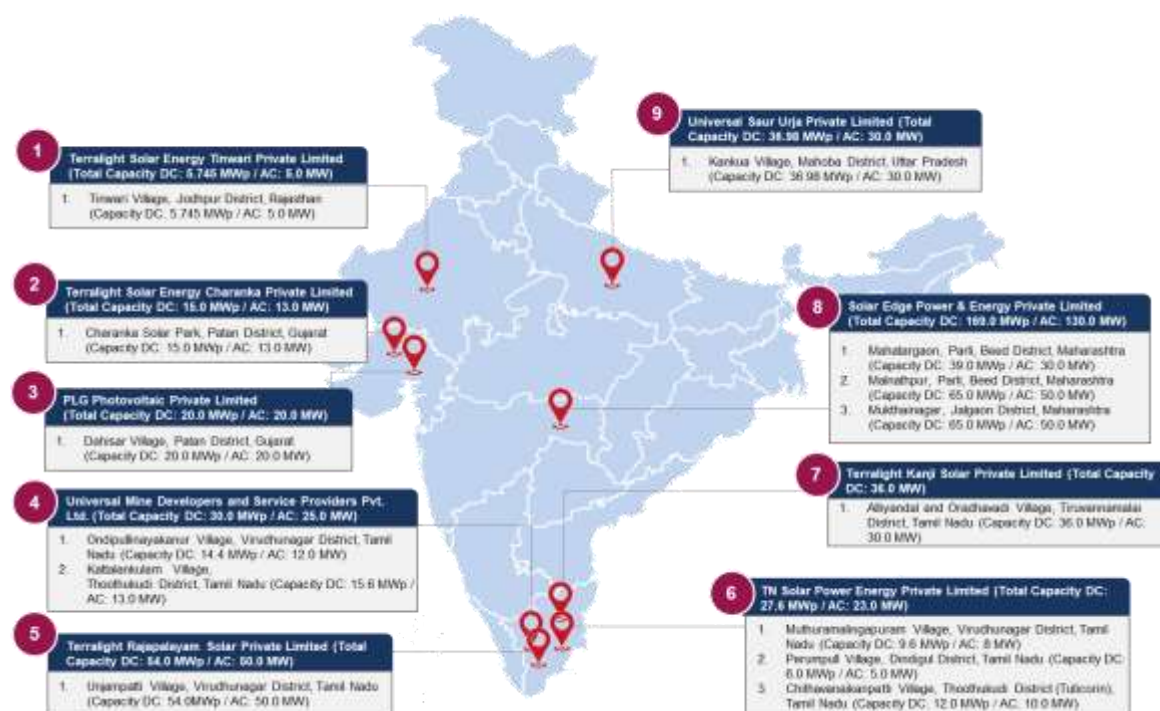 1
Terralight Solar Energy Tinwari Private Limited
(Total Capacity DC: 5.745 MWp / AC: 5.0 MW)
1. Tinwari Village, Jodhpur District, Rajasthan
(Capacity DC: 5.745 MWp / AC: 5.0 MW)
2
Terralight Solar Energy Charanka Private Limited
(Total Capacity DC: 15.0 MWp / AC: 13.0 MW)
1. Charanka Solar Park, Patan District, Gujarat
(Capacity DC: 15.0 MWp / AC: 13.0 MW)
3
PLG Photovoltaic Private Limited
(Total Capacity DC: 20.0 MWp / AC: 20.0 MW)
1. Dahisar Village, Patan District, Gujarat
(Capacity DC: 20.0 MWp / AC: 20.0 MW)
4
Universal Mine Developers and Service Providers Pvt.
Ltd. (Total Capacity DC: 30.0 MWp / AC: 25.0 MW)
1. Ondipullinayakanur Village, Virudhunagar District, Tamil
Nadu (Capacity DC: 14.4 MWp / AC: 12.0 MW)
2. Kattalankulam Village,
Thoothukudi District, Tamil Nadu (Capacity DC: 15.6 MWp /
AC: 13.0 MW)
5
Terralight Rajapalayam Solar Private Limited (Total
Capacity DC: 54.0 MWp / AC: 50.0 MW)
1. Village, Virudhunagar District, Tamil Nadu
(Capacity DC: 54.0MWp / AC: 50.0 MW)
9
Universal Saur Urja Private Limited (Total
Capacity DC: 36.98 MWp / AC: 30.0 MW)
1. Kankua Village, Mahoba District, Uttar Pradesh
(Capacity DC: 36.98 MWp / AC: 30.0 MW)
8
Solar Edge Power & Energy Private Limited
(Total Capacity DC: 169.0 MWp / AC: 130.0 MW)
1. Mahatargaon, Parli, Beed District, Maharashtra
(Capacity DC: 39.0 MWp / AC: 30.0 MW)
2. Malnathpur, Parli, Beed District, Maharashtra
(Capacity DC: 65.0 MWp / AC: 50.0 MW)
3. Mukthainagar, Jalgaon District, Maharashtra
(Capacity DC: 65.0 MWp / AC: 50.0 MW)
7
Terralight Kanji Solar Private Limited (Total Capacity
DC: 36.0 MW)
1. Alliyandal and Oradhavadi Village, Tiruvannamalai
District, Tamil Nadu (Capacity DC: 36.0 MW / AC:
30.0 MW)
6
TN Solar Power Energy Private Limited (Total Capacity DC:
27.6 MWp / AC: 23.0 MW)
1. Muthuramalingapuram Village, Virudhunagar District, Tamil
Nadu (Capacity DC: 9.6 MWp / AC: 8 MW)
2. Perumpuli Village, Dindigul District, Tamil Nadu (Capacity DC:
6.0 MWp / AC: 5.0 MW)
3. Village, Thoothukudi District (Tuticorin),
Tamil Nadu (Capacity DC: 12.0 MWp / AC: 10.0 MW)